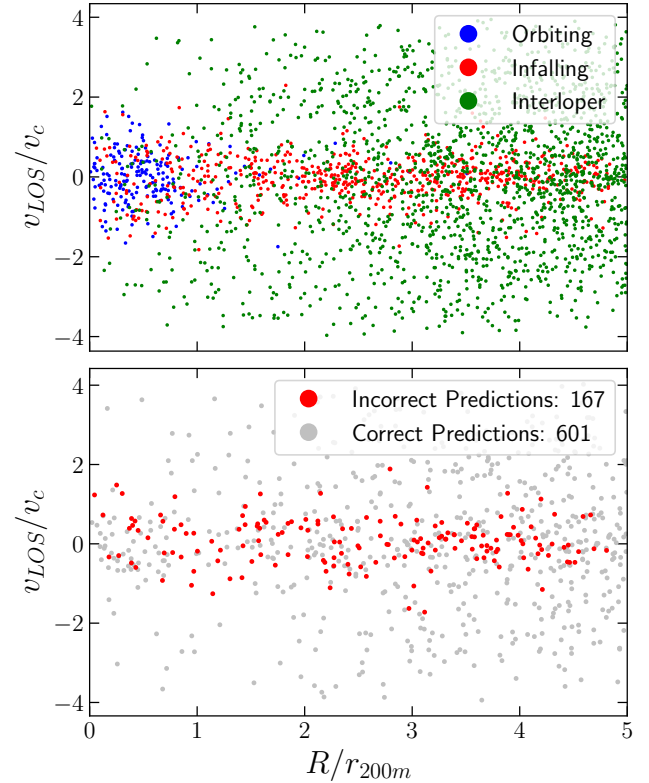 4
2
0
−2
−4
v_{LOS}/v_c
Orbiting
Infalling
Interloper
4
2
0
−2
−4
v_{LOS}/v_c
Incorrect Predictions: 167
Correct Predictions: 601
0 1 2 3 4 5
R/r_{200m}